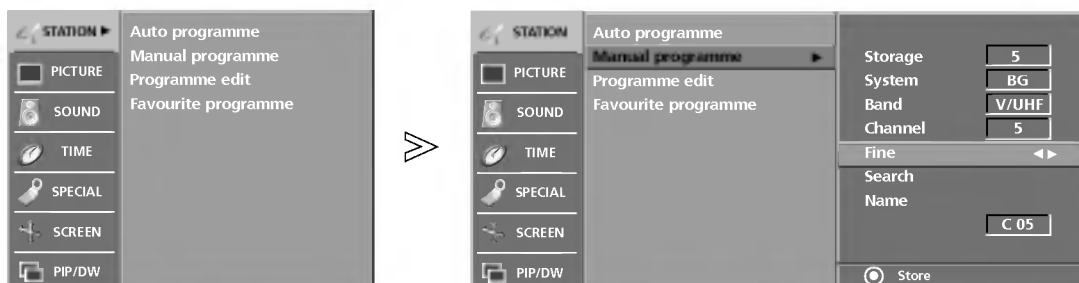 STATION
PICTURE
SOUND
TIME
SPECIAL
SCREEN
PIP/DW
Auto programme
Manual programme
Programme edit
Favourite programme
STATION
PICTURE
SOUND
TIME
SPECIAL
SCREEN
PIP/DW
Auto programme
Manual programme
Programme edit
Favourite programme
Storage 5
System BG
Band V/UHF
Channel 5
Fine
Search
Name
C 05
Store